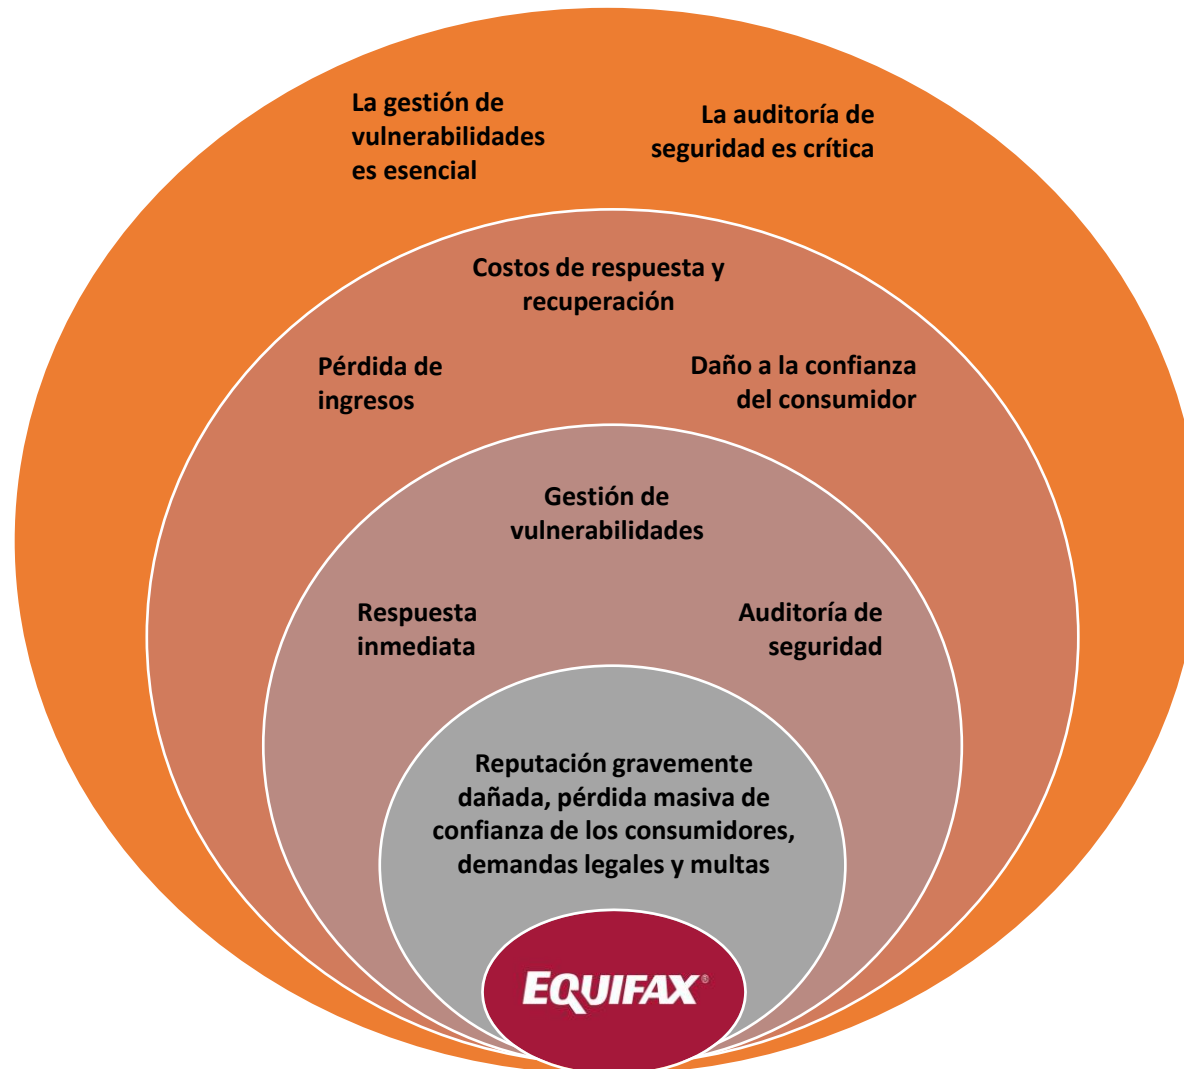 La gestión de
vulnerabilidades
es esencial
La auditoría de
seguridad es crítica
Costos de respuesta y
recuperación
Pérdida de
ingresos
Daño a la confianza
del consumidor
Gestión de
vulnerabilidades
Respuesta
inmediata
Auditoría de
seguridad
Reputación gravemente
dañada, pérdida masiva de
confianza de los consumidores,
demandas legales y multas
EQUIFAX®